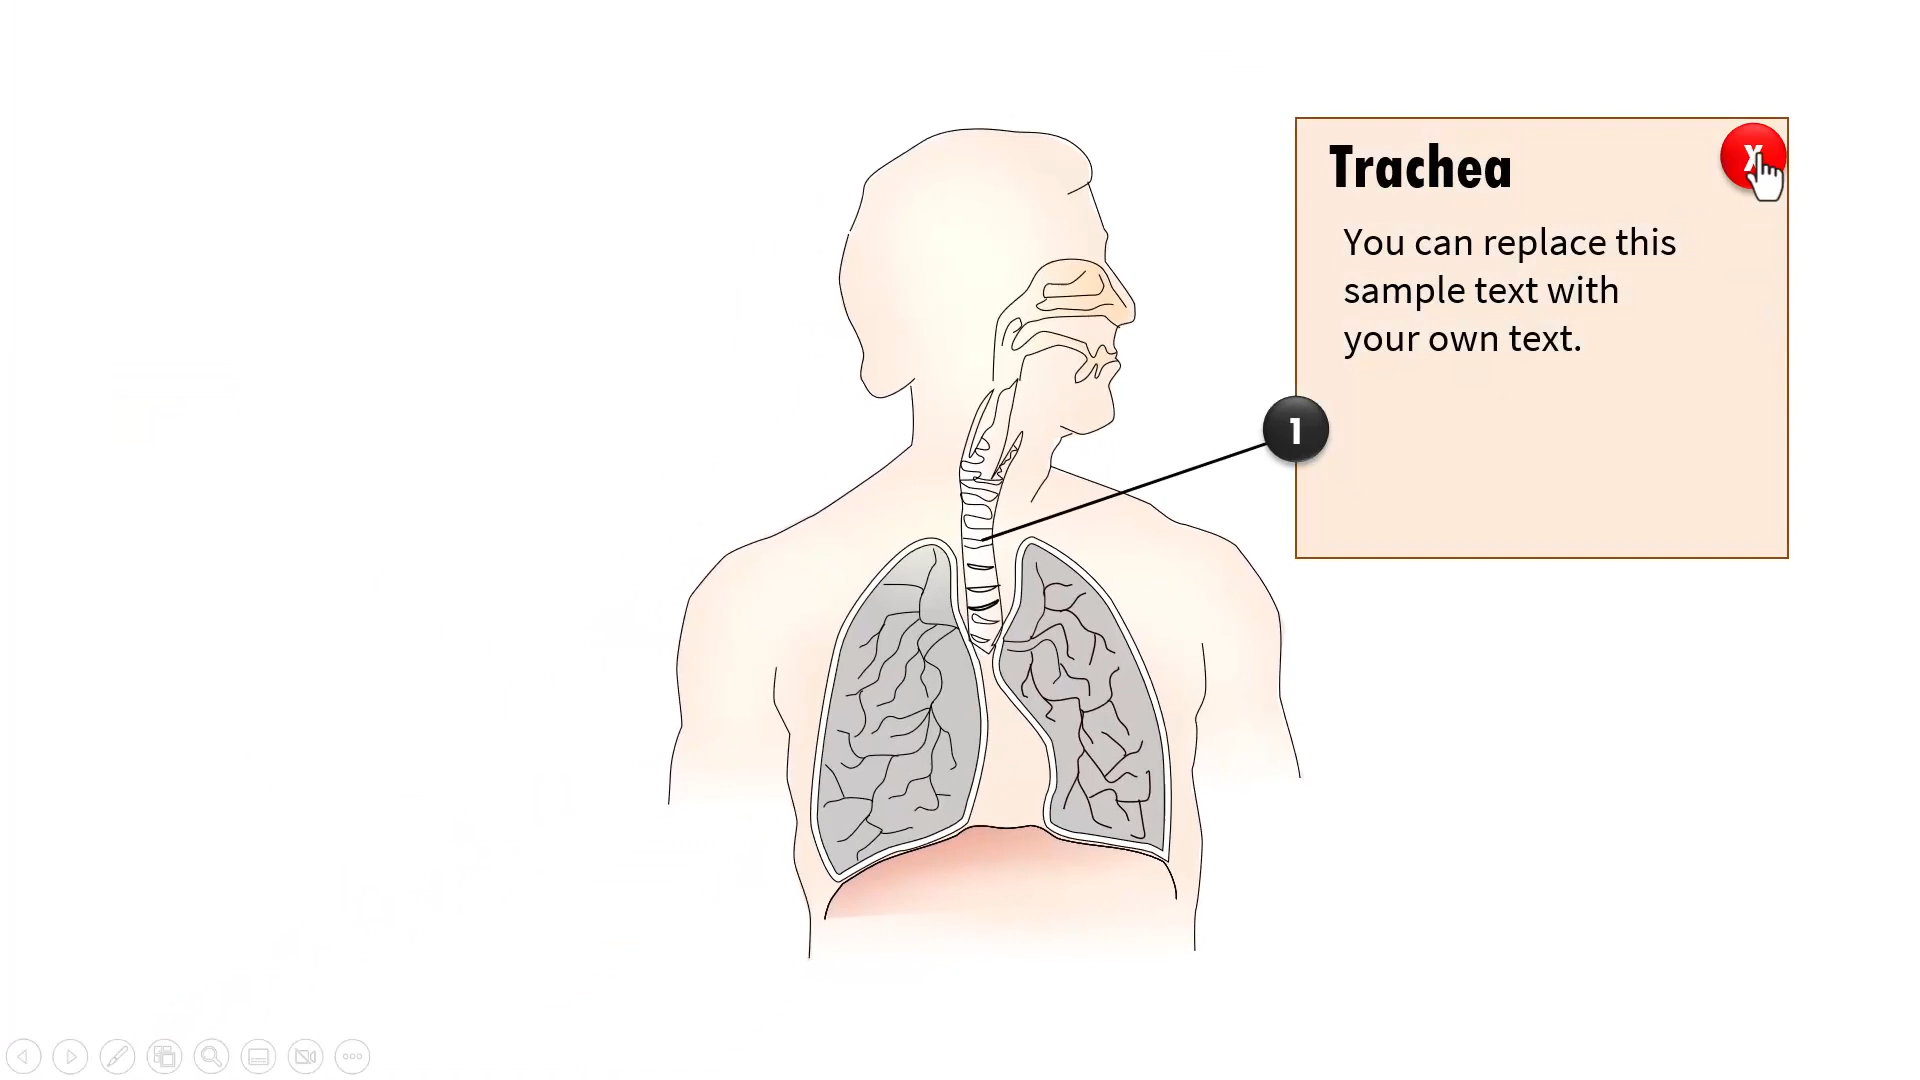 Trachea
X
You can replace this
sample text with
your own text.
1